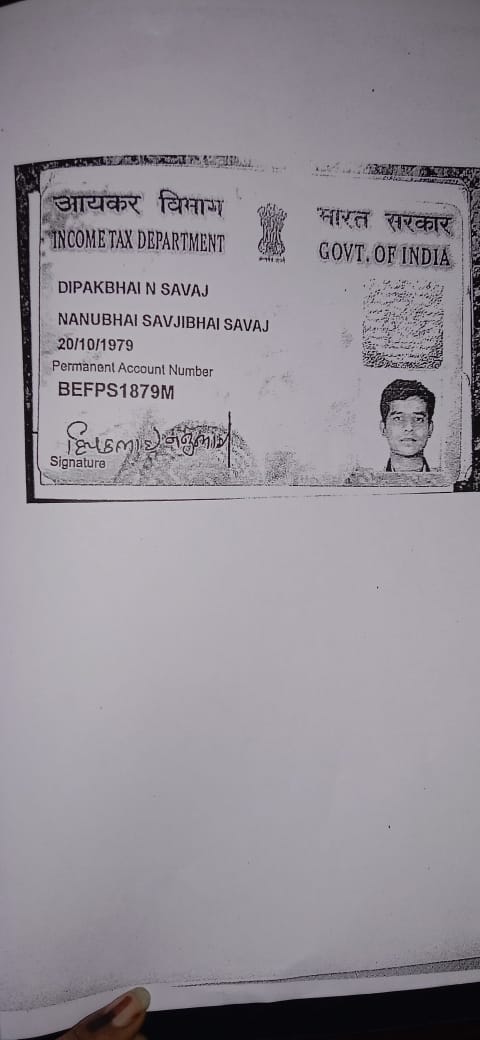 आयकर विभाग
INCOME TAX DEPARTMENT
भारत सरकार
GOVT. OF INDIA
DIPAKBHAI N SAVAJ
NANUBHAI SAVJIBHAI SAVAJ
20/10/1979
Permanent Account Number
BEFPS1879M
Signature